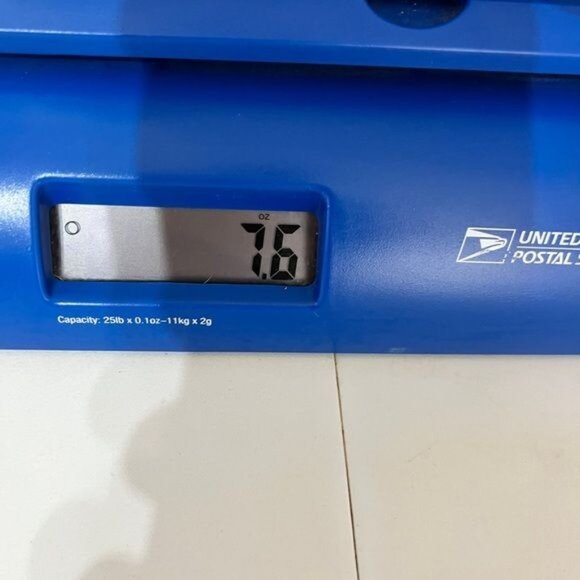 OZ
7.6
UNITED
POSTAL
Capacity: 25lb x 0.1oz–11kg x 2g